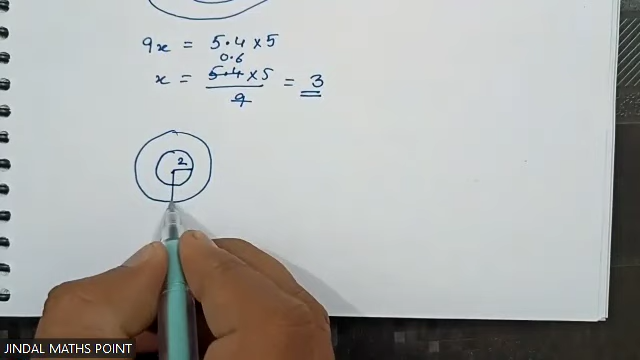 9x = 5.4 × 5
0.6
x = 5.4 × 5 / 9 = 3
2
JINDAL MATHS POINT